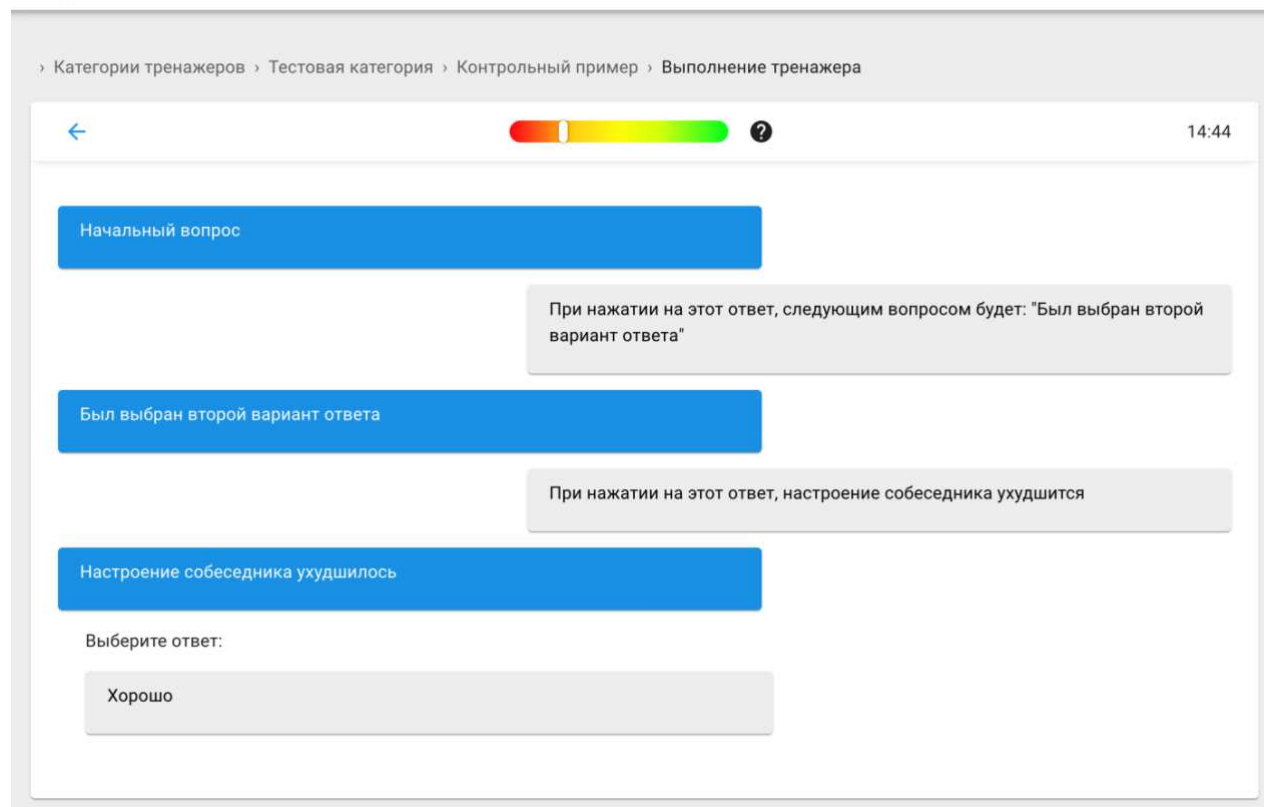 › Категории тренажеров › Тестовая категория › Контрольный пример › Выполнение тренажера
14:44
Начальный вопрос
При нажатии на этот ответ, следующим вопросом будет: "Был выбран второй
вариант ответа"
Был выбран второй вариант ответа
При нажатии на этот ответ, настроение собеседника ухудшится
Настроение собеседника ухудшилось
Выберите ответ:
Хорошо